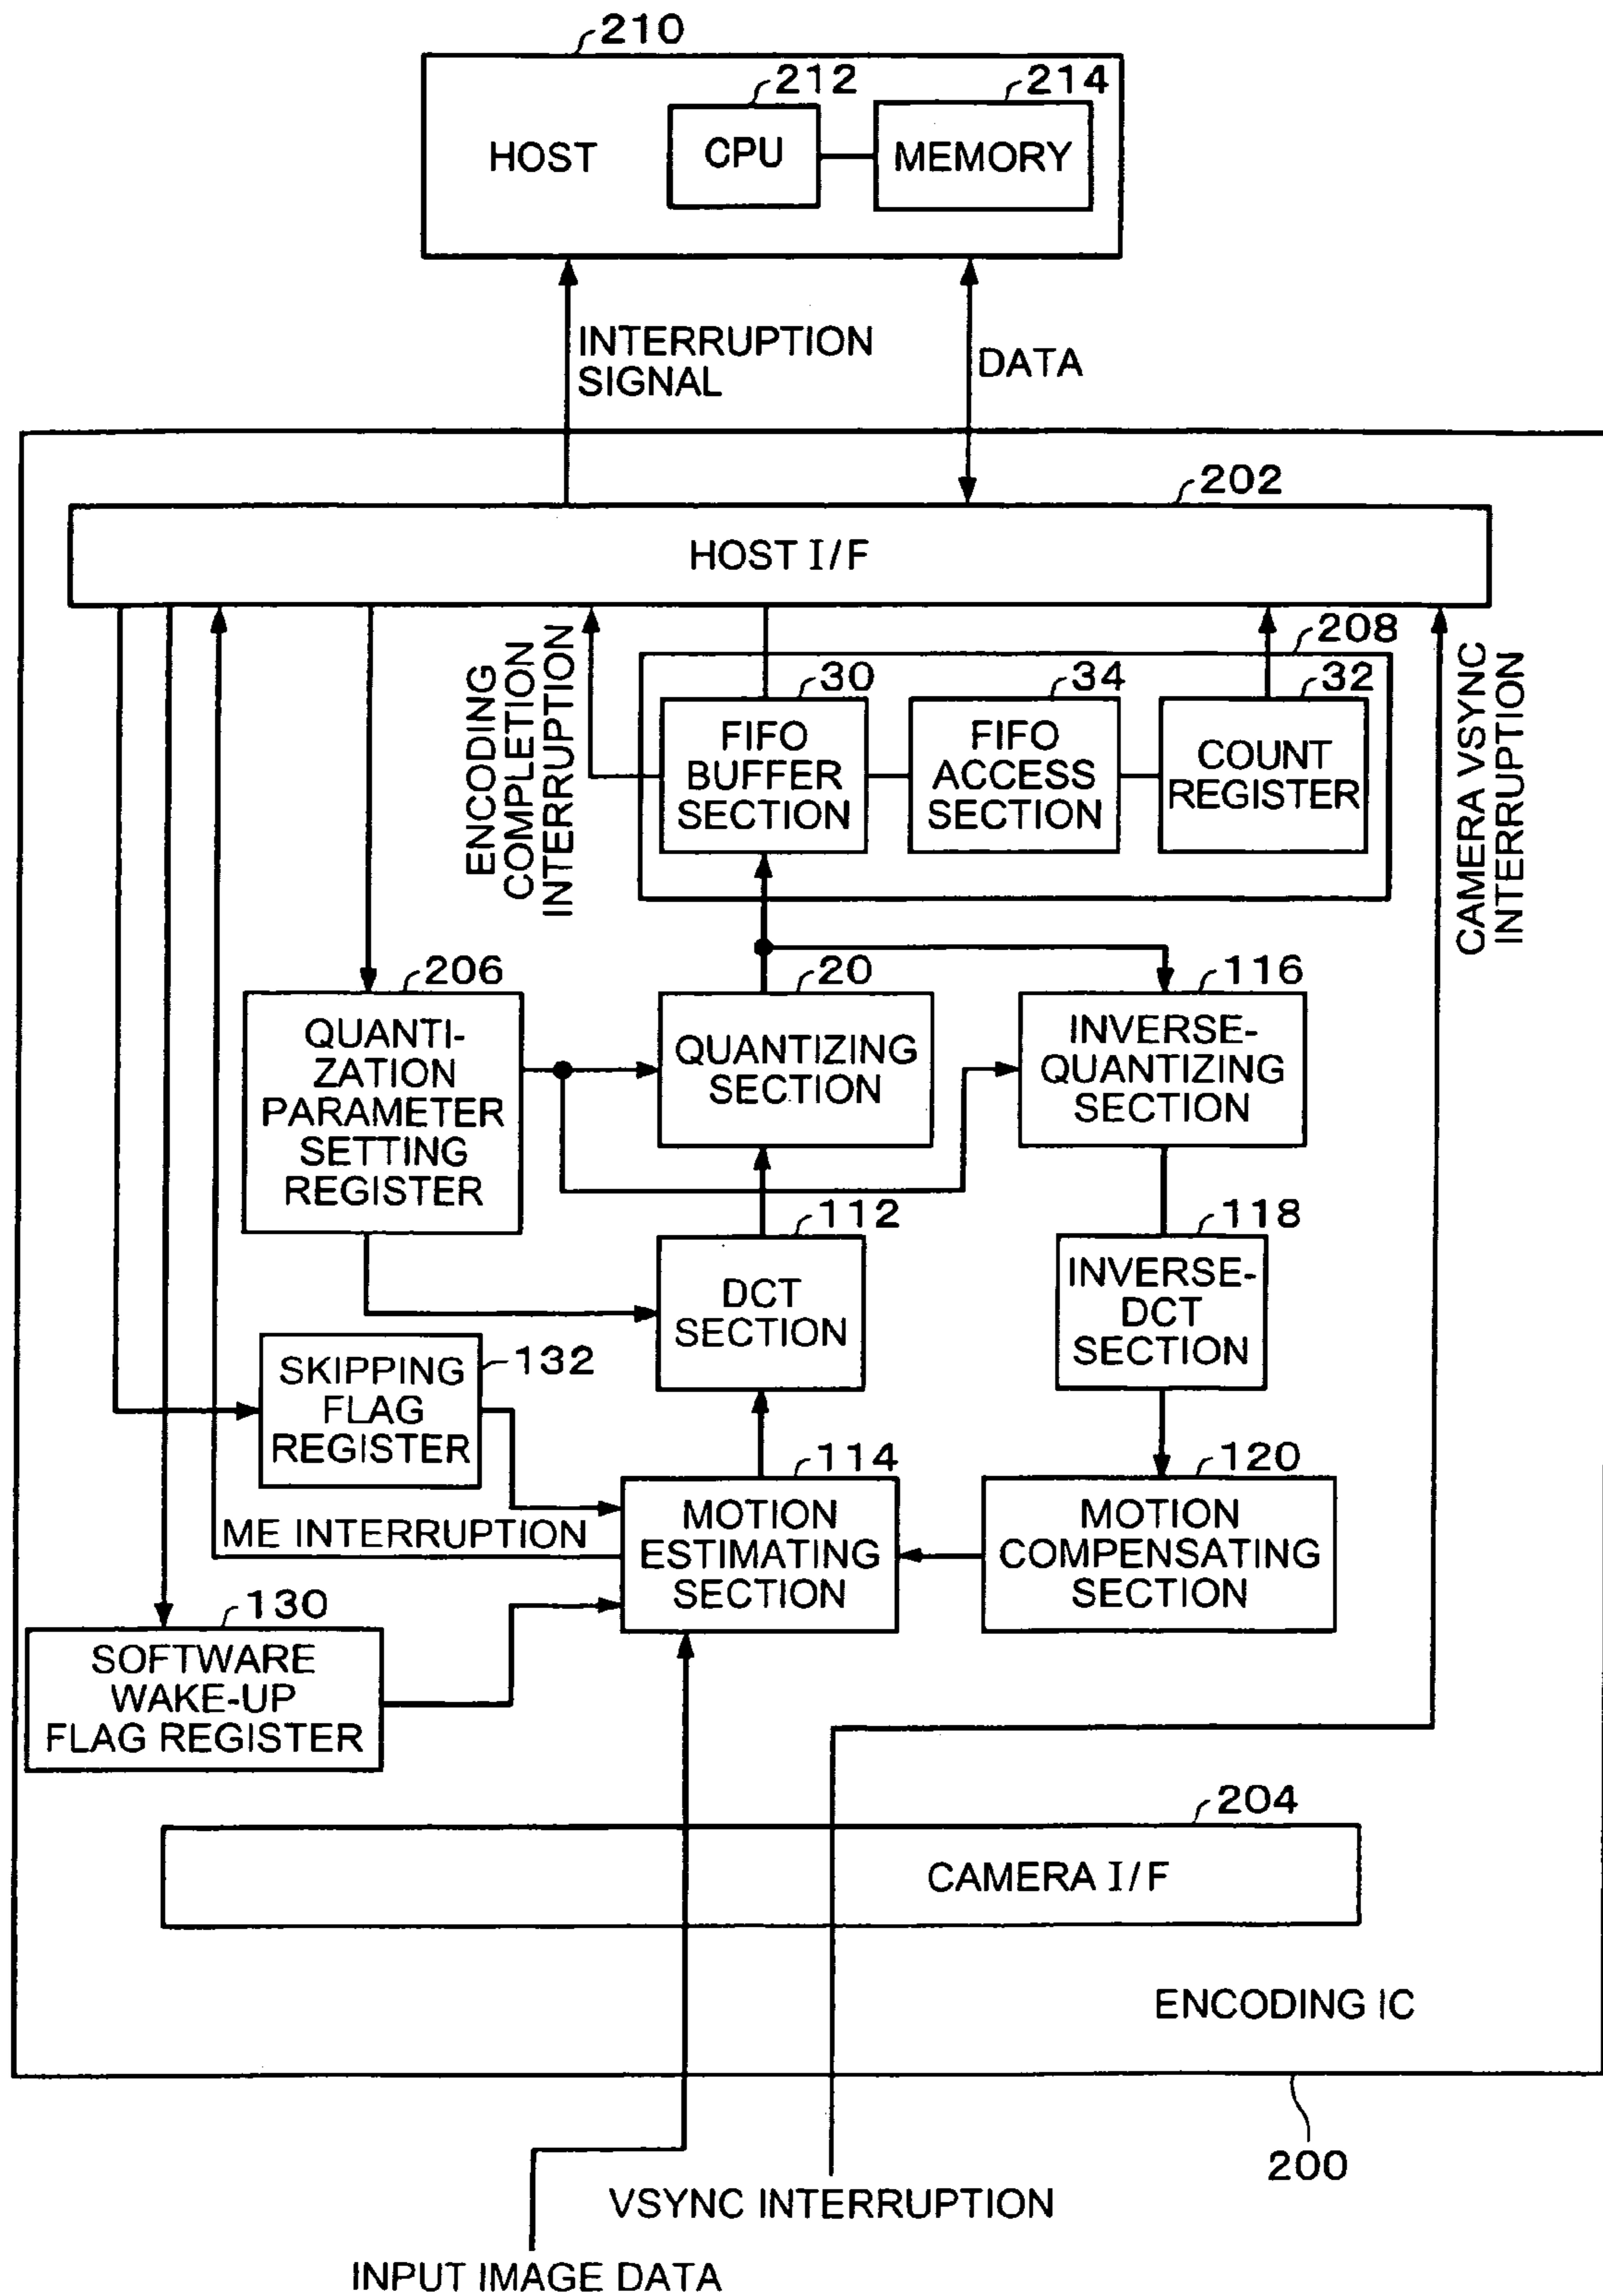 210
212
214
HOST
CPU
MEMORY
INTERRUPTION
SIGNAL
DATA
202
HOST I/F
ENCODING
COMPLETION
INTERRUPTION
208
30
34
32
FIFO
BUFFER
SECTION
FIFO
ACCESS
SECTION
COUNT
REGISTER
CAMERA VSYNC
INTERRUPTION
206
20
116
QUANTI-
ZATION
PARAMETER
SETTING
REGISTER
QUANTIZING
SECTION
INVERSE-
QUANTIZING
SECTION
112
118
DCT
SECTION
INVERSE-
DCT
SECTION
SKIPPING
FLAG
REGISTER
132
114
120
ME INTERRUPTION
MOTION
ESTIMATING
SECTION
MOTION
COMPENSATING
SECTION
130
SOFTWARE
WAKE-UP
FLAG REGISTER
204
CAMERA I/F
ENCODING IC
200
VSYNC INTERRUPTION
INPUT IMAGE DATA